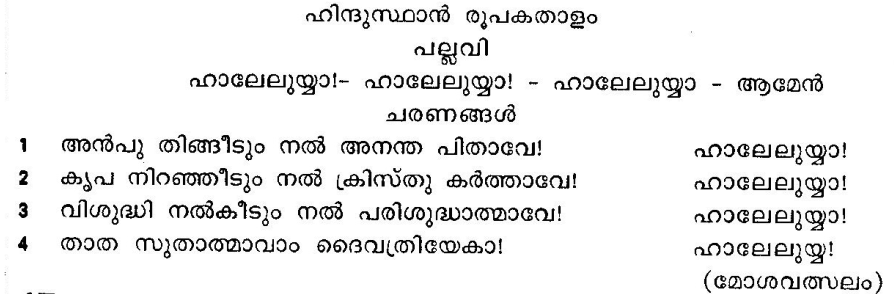 ഹിന്ദുസ്ഥാൻ രൂപകതാളം
പല്ലവി
ഹാലേലുയ്യാ!- ഹാലേലുയ്യാ! - ഹാലേലുയ്യാ - ആമേൻ
ചരണങ്ങൾ
1 അൻപു തിങ്ങീടും നൽ അനന്ത പിതാവേ! ഹാലേലുയ്യാ!
2 കൃപ നിറഞ്ഞീടും നൽ ക്രിസ്തു കർത്താവേ! ഹാലേലുയ്യാ!
3 വിശുദ്ധി നൽകീടും നൽ പരിശുദ്ധാത്മാവേ! ഹാലേലുയ്യാ!
4 താത സുതാത്മാവാം ദൈവത്രിയേകാ! ഹാലേലുയ്യ!
(മോശവത്സലം)